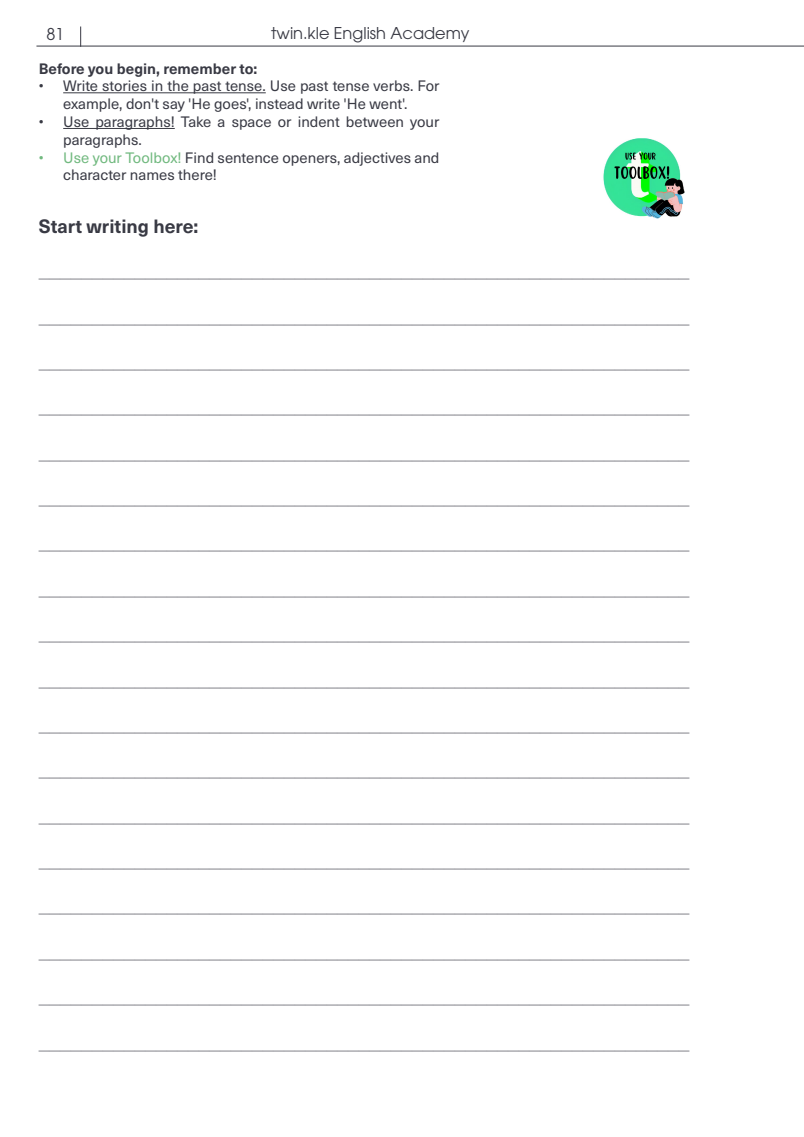 81
twin.kle English Academy
Before you begin, remember to:
• Write stories in the past tense. Use past tense verbs. For
example, don't say 'He goes', instead write 'He went'.
• Use paragraphs! Take a space or indent between your
paragraphs.
• Use your Toolbox! Find sentence openers, adjectives and
character names there!
USE YOUR
TOOLBOX!
t
Start writing here: